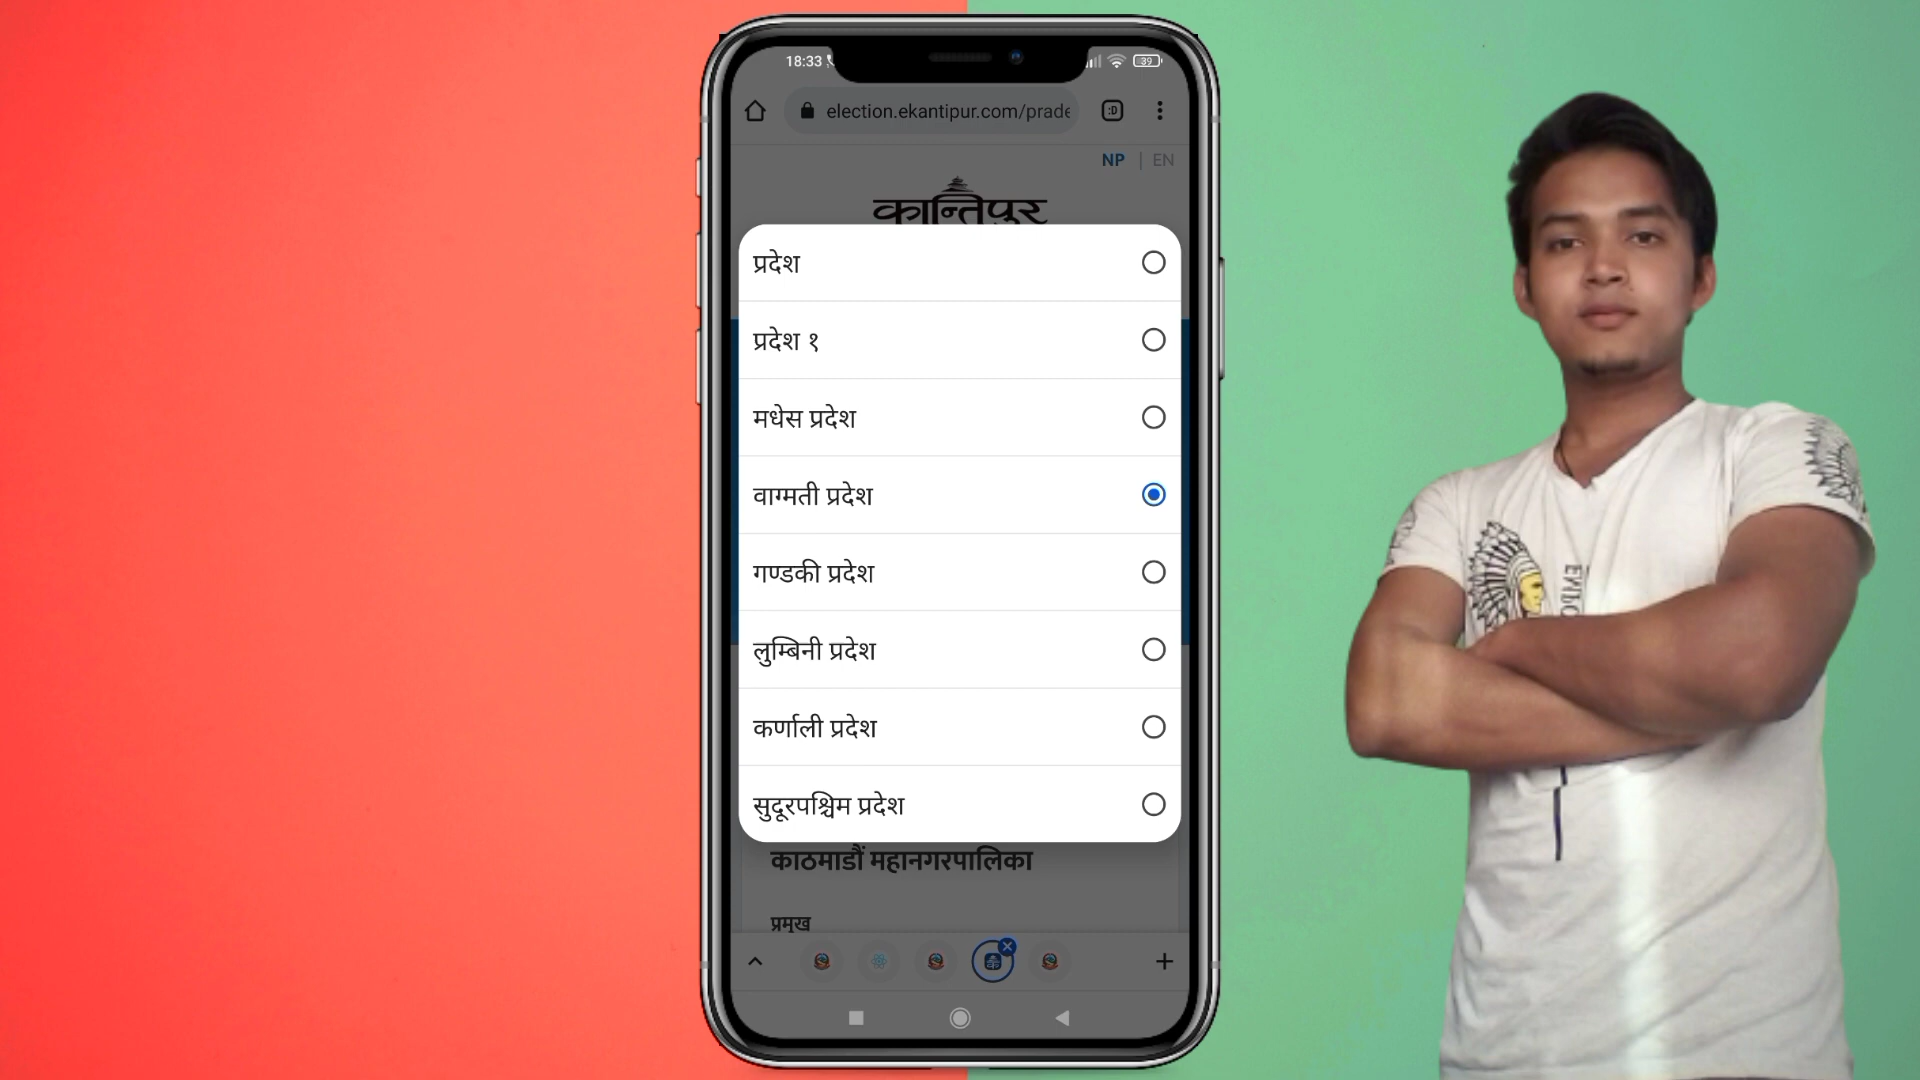 18:33
39
election.ekantipur.com/prade
:D
NP | EN
कान्तिपुर
प्रदेश
प्रदेश १
मधेस प्रदेश
वाग्मती प्रदेश
गण्डकी प्रदेश
लुम्बिनी प्रदेश
कर्णाली प्रदेश
सुदूरपश्चिम प्रदेश
काठमाडौं महानगरपालिका
प्रमुख